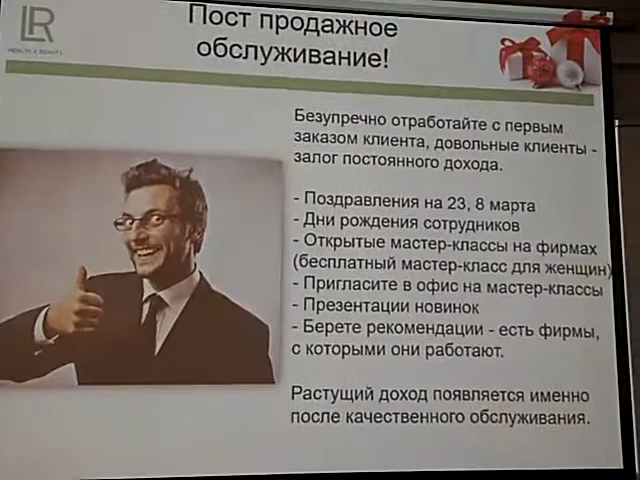 LR
HEALTH & BEAUTY
Пост продажное
обслуживание!
Безупречно отработайте с первым
заказом клиента, довольные клиенты -
залог постоянного дохода.
- Поздравления на 23, 8 марта
- Дни рождения сотрудников
- Открытые мастер-классы на фирмах
(бесплатный мастер-класс для женщин)
- Пригласите в офис на мастер-классы
- Презентации новинок
- Берете рекомендации - есть фирмы,
с которыми они работают.
Растущий доход появляется именно
после качественного обслуживания.